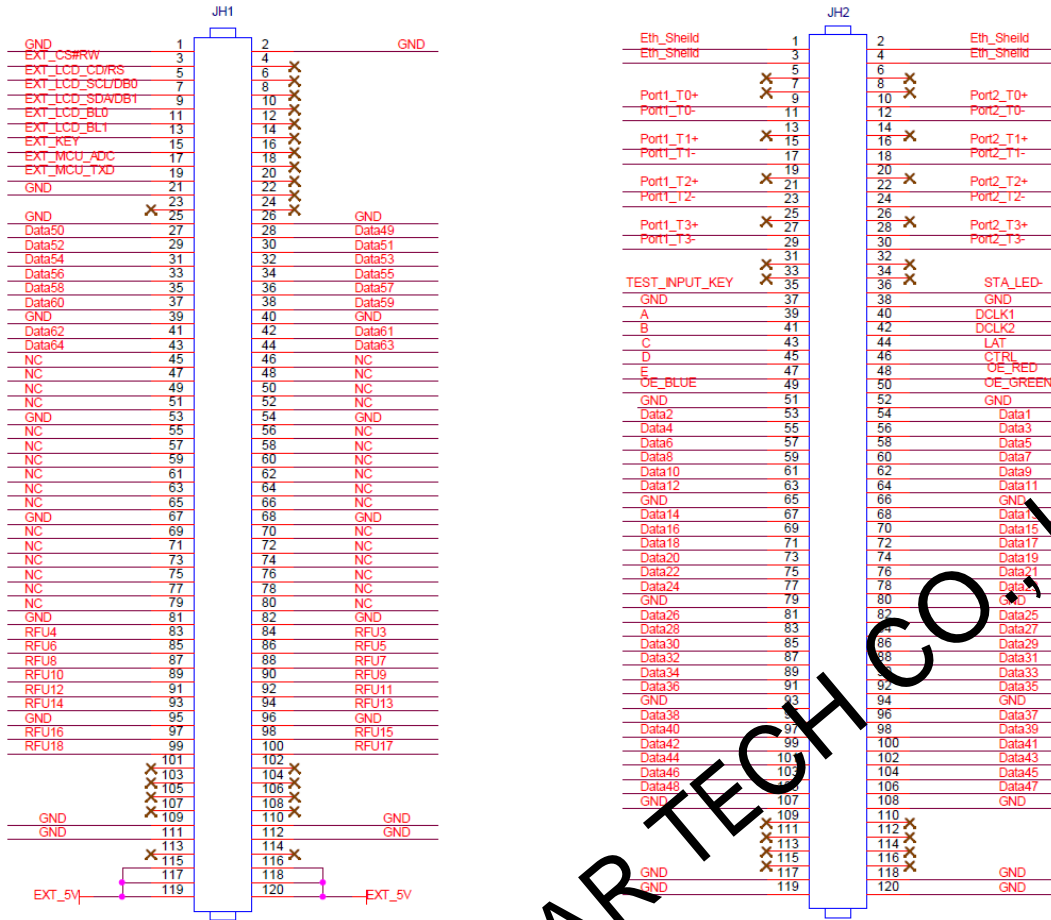 JH1
GND 1 2 GND
EXT_CS#RW 3 4
EXT_LCD_CD/RS 5 6
EXT_LCD_SCL/DB0 7 8
EXT_LCD_SDA/DB1 9 10
EXT_LCD_BL0 11 12
EXT_LCD_BL1 13 14
EXT_KEY 15 16
EXT_MCU_ADC 17 18
EXT_MCU_TXD 19 20
GND 21 22
23 24
GND 25 26 GND
Data50 27 28 Data49
Data52 29 30 Data51
Data54 31 32 Data53
Data56 33 34 Data55
Data58 35 36 Data57
Data60 37 38 Data59
GND 39 40 GND
Data62 41 42 Data61
Data64 43 44 Data63
NC 45 46 NC
NC 47 48 NC
NC 49 50 NC
NC 51 52 NC
GND 53 54 GND
NC 55 56 NC
NC 57 58 NC
NC 59 60 NC
NC 61 62 NC
NC 63 64 NC
NC 65 66 NC
GND 67 68 GND
NC 69 70 NC
NC 71 72 NC
NC 73 74 NC
NC 75 76 NC
NC 77 78 NC
NC 79 80 NC
GND 81 82 GND
RFU4 83 84 RFU3
RFU6 85 86 RFU5
RFU8 87 88 RFU7
RFU10 89 90 RFU9
RFU12 91 92 RFU11
RFU14 93 94 RFU13
GND 95 96 GND
RFU16 97 98 RFU15
RFU18 99 100 RFU17
101 102
103 104
105 106
107 108
GND 109 110 GND
GND 111 112 GND
113 114
115 116
117 118
EXT_5V 119 120 EXT_5V
JH2
Eth_Sheild 1 2 Eth_Sheild
Eth_Sheild 3 4 Eth_Sheild
5 6
7 8
Port1_T0+ 9 10 Port2_T0+
Port1_T0- 11 12 Port2_T0-
13 14
Port1_T1+ 15 16 Port2_T1+
Port1_T1- 17 18 Port2_T1-
19 20
Port1_T2+ 21 22 Port2_T2+
Port1_T2- 23 24 Port2_T2-
25 26
Port1_T3+ 27 28 Port2_T3+
Port1_T3- 29 30 Port2_T3-
31 32
33 34
TEST_INPUT_KEY 35 36 STA_LED-
GND 37 38 GND
A 39 40 DCLK1
B 41 42 DCLK2
C 43 44 LAT
D 45 46 CTRL
E 47 48 OE_RED
OE_BLUE 49 50 OE_GREEN
GND 51 52 GND
Data2 53 54 Data1
Data4 55 56 Data3
Data6 57 58 Data5
Data8 59 60 Data7
Data10 61 62 Data9
Data12 63 64 Data11
GND 65 66 GND
Data14 67 68
Data16 69 70 Data15
Data18 71 72 Data17
Data20 73 74 Data19
Data22 75 76 Data21
Data24 77 78
GND 79 80 GND
Data26 81 82 Data25
Data28 83 Data27
Data30 85 86 Data29
Data32 87 88 Data31
Data34 89 Data33
Data36 91 92 Data35
GND 93 94 GND
Data38 96 Data37
Data40 97 98 Data39
Data42 99 100 Data41
Data44 101 102 Data43
Data46 103 104 Data45
Data48 106 Data47
GND 107 108 GND
109 110
111 112
113 114
115 116
GND 117 118 GND
GND 119 120 GND
AR TECH CO.,